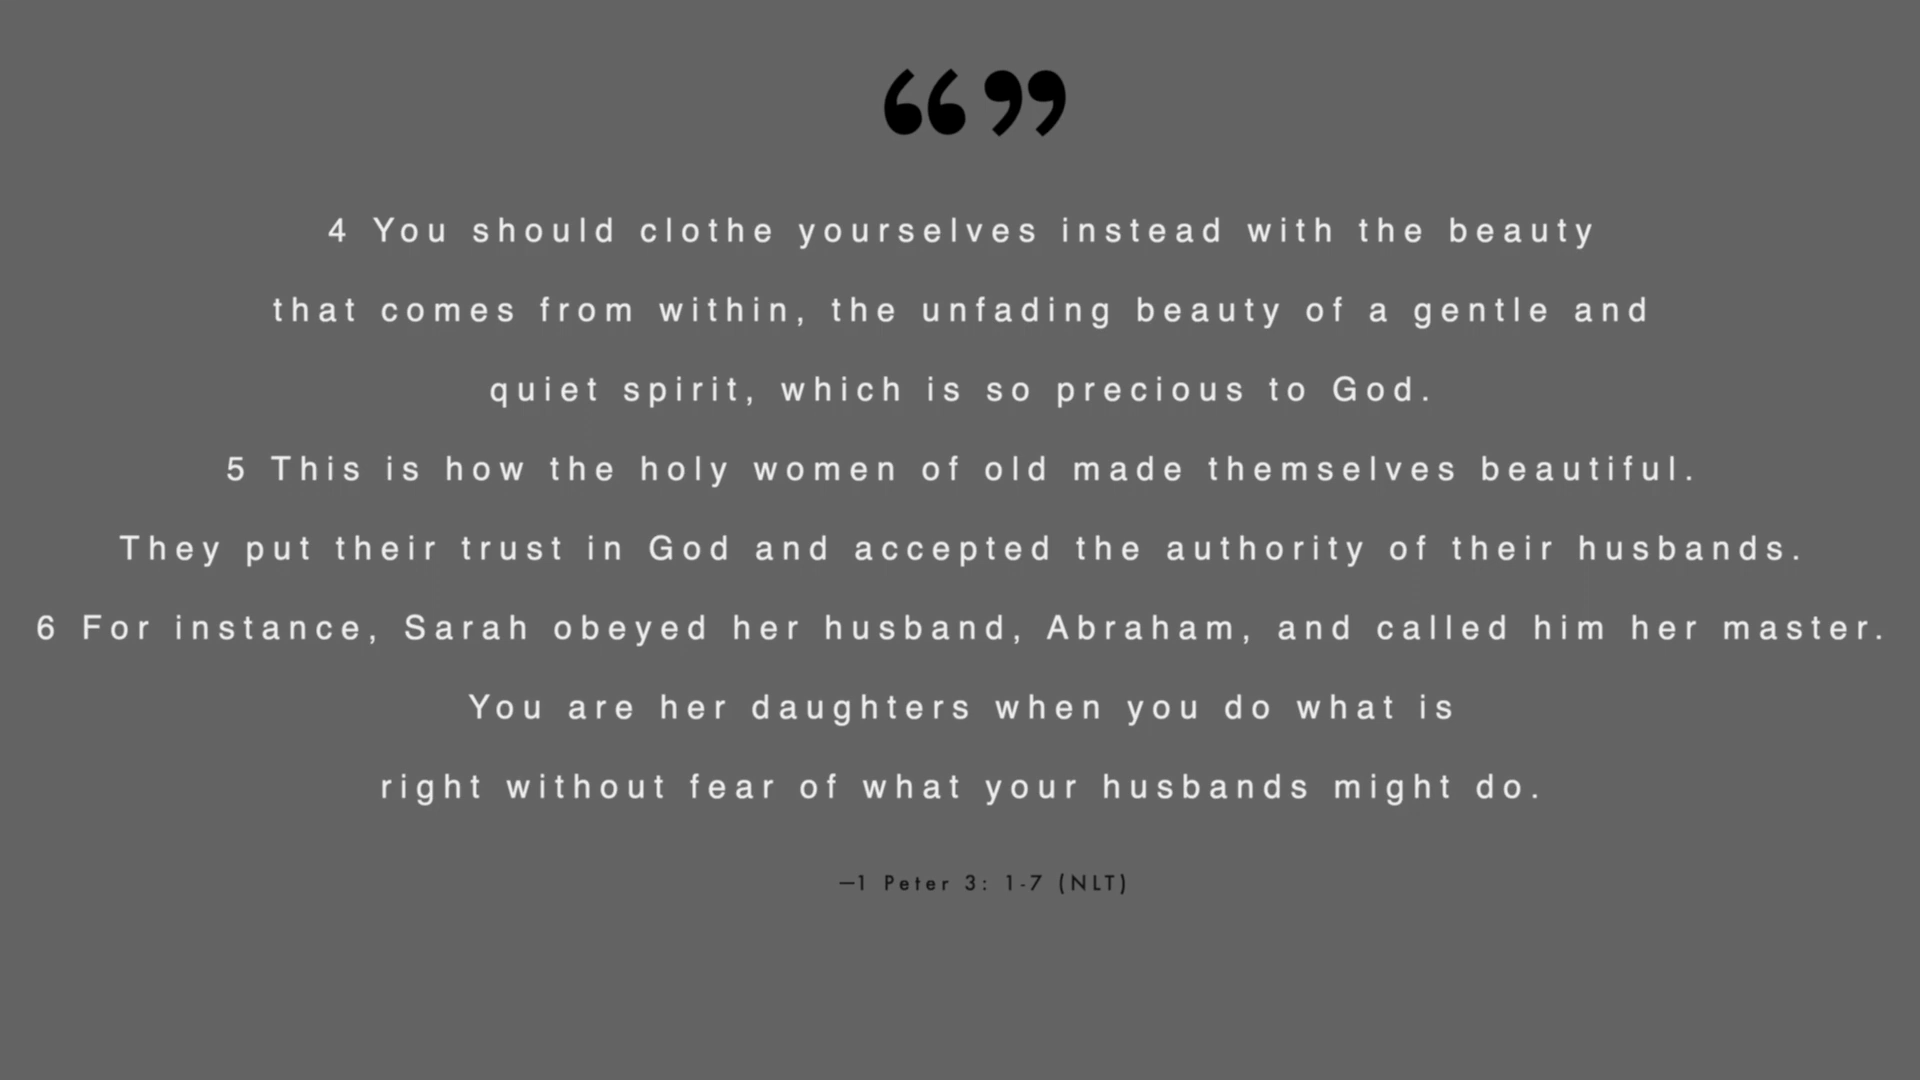 “ ”
4 You should clothe yourselves instead with the beauty
that comes from within, the unfading beauty of a gentle and
quiet spirit, which is so precious to God.
5 This is how the holy women of old made themselves beautiful.
They put their trust in God and accepted the authority of their husbands.
6 For instance, Sarah obeyed her husband, Abraham, and called him her master.
You are her daughters when you do what is
right without fear of what your husbands might do.
—1 Peter 3: 1-7 (NLT)